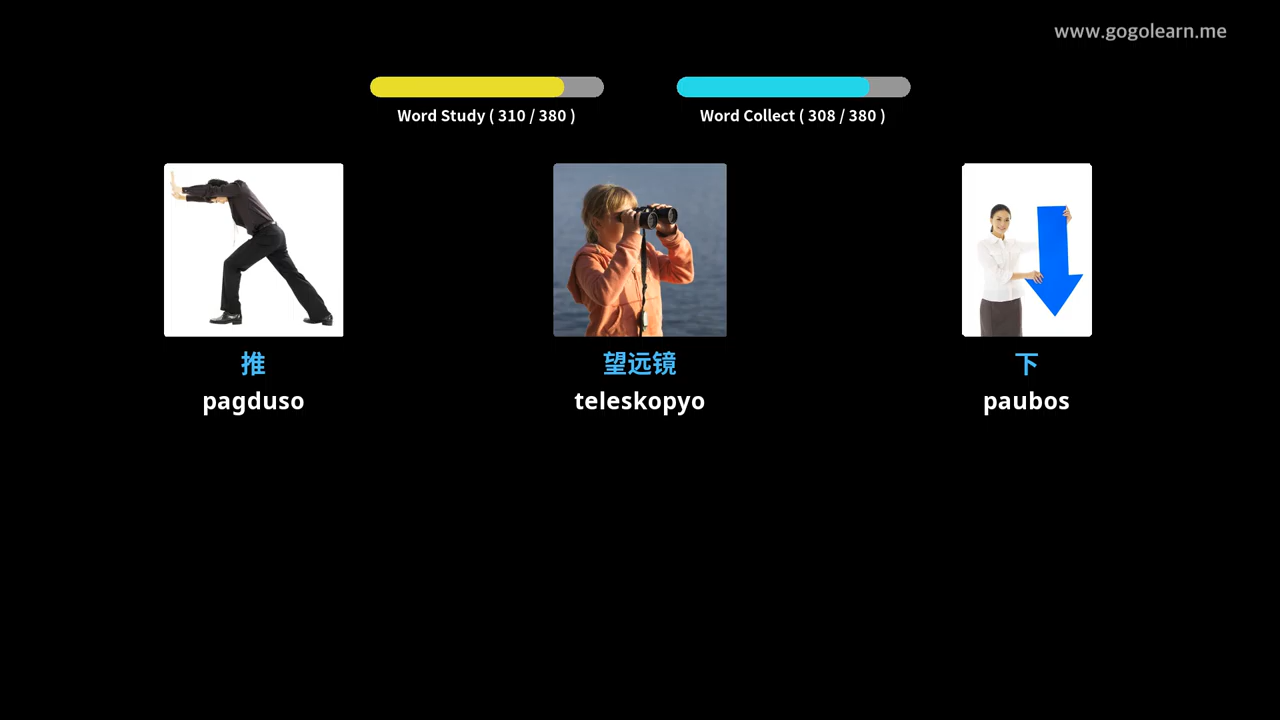 www.gogolearn.me
Word Study ( 310 / 380 )
Word Collect ( 308 / 380 )
推
望远镜
下
pagduso
teleskopyo
paubos